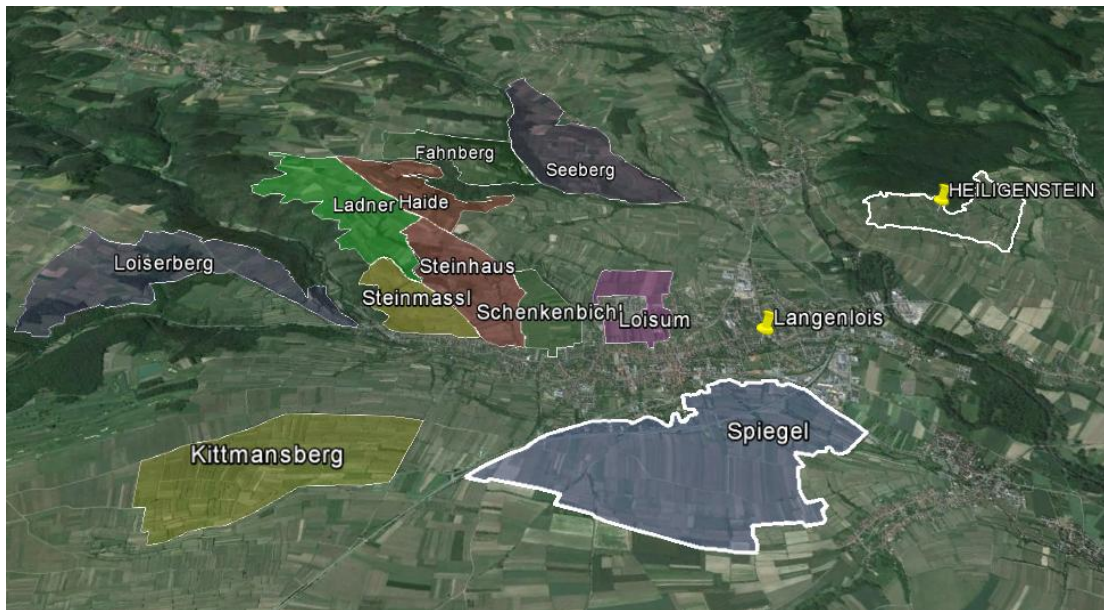 Fahnberg
Seeberg
HEILIGENSTEIN
Ladner
Haide
Loiserberg
Steinhaus
Steinmassl
Schenkenbichl
Loisum
Langenlois
Spiegel
Kittmansberg